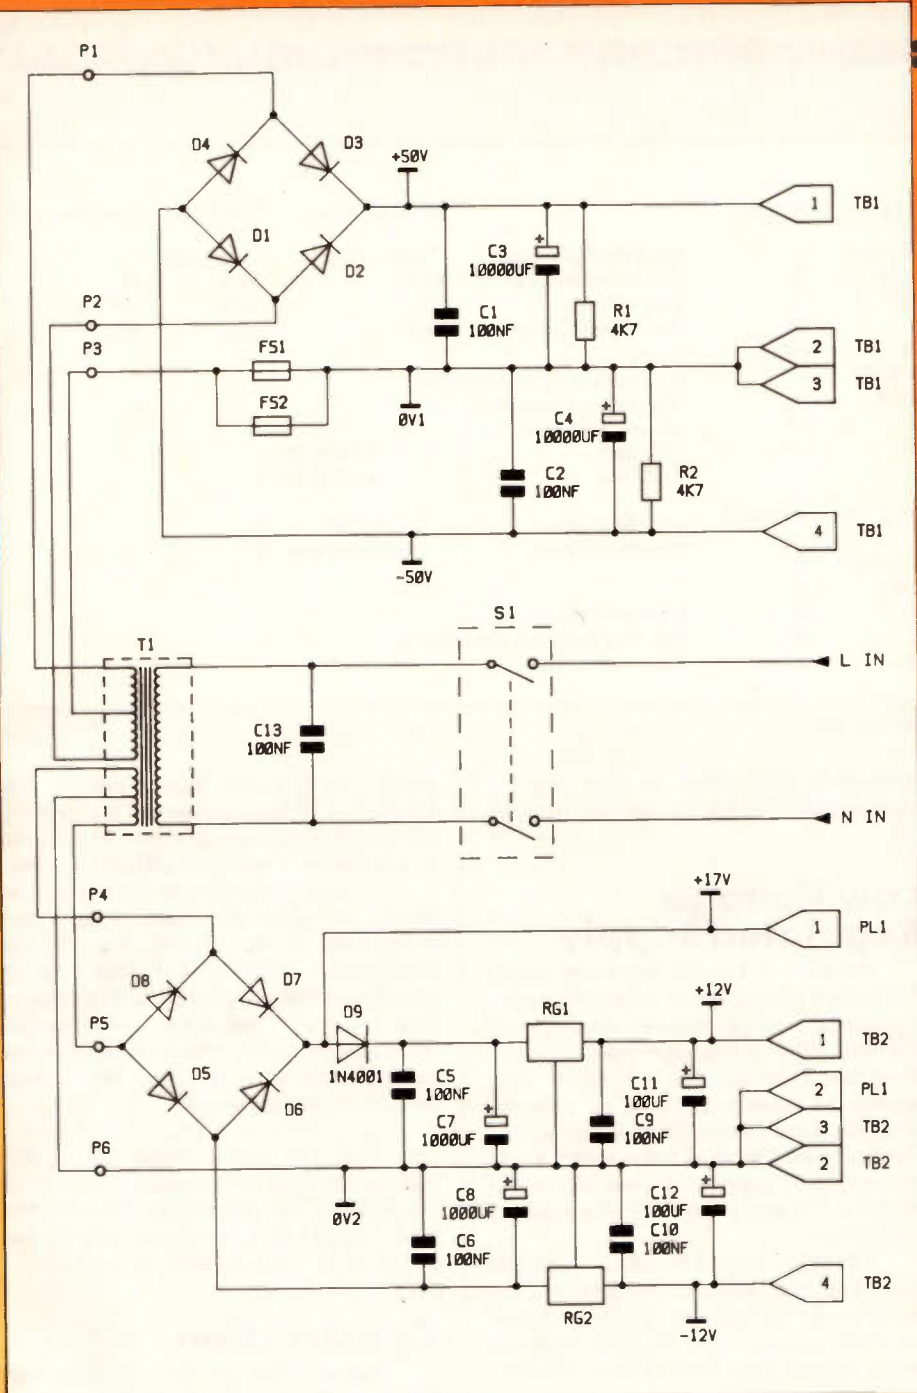 P1
D4
D3
+50V
1 TB1
D1
D2
C3
+
10000UF
C1
100NF
R1
4K7
P2
P3
FS1
FS2
0V1
2 TB1
3 TB1
C4
+
10000UF
C2
100NF
R2
4K7
4 TB1
-50V
S1
T1
L IN
C13
100NF
N IN
P4
+17V
1 PL1
D8
D7
D9
1N4001
RG1
+12V
1 TB2
P5
D5
D6
C5
100NF
C7
+
1000UF
C11
+
100UF
C9
100NF
2 PL1
3 TB2
2 TB2
P6
0V2
C8
+
1000UF
C6
100NF
C12
+
100UF
C10
100NF
RG2
4 TB2
-12V